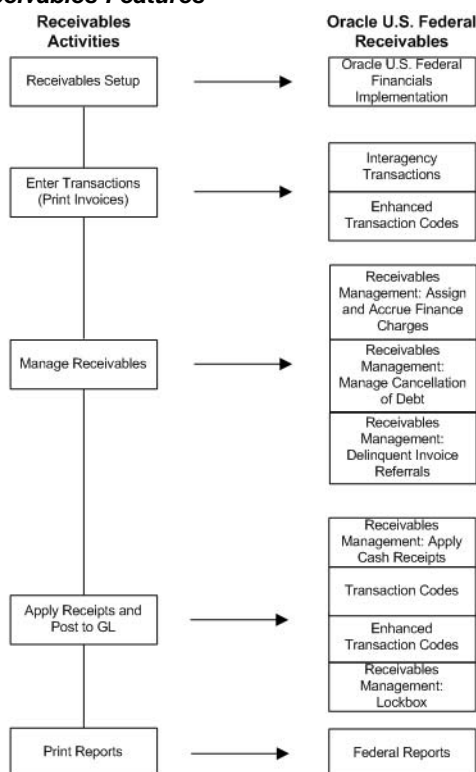 Receivables Features
Receivables
Activities
Oracle U.S. Federal
Receivables
Receivables Setup
Oracle U.S. Federal
Financials
Implementation
Enter Transactions
(Print Invoices)
Interagency
Transactions
Enhanced
Transaction Codes
Manage Receivables
Receivables
Management: Assign
and Accrue Finance
Charges
Receivables
Management:
Manage Cancellation
of Debt
Receivables
Management:
Delinquent Invoice
Referrals
Apply Receipts and
Post to GL
Receivables
Management: Apply
Cash Receipts
Transaction Codes
Enhanced
Transaction Codes
Receivables
Management:
Lockbox
Print Reports
Federal Reports